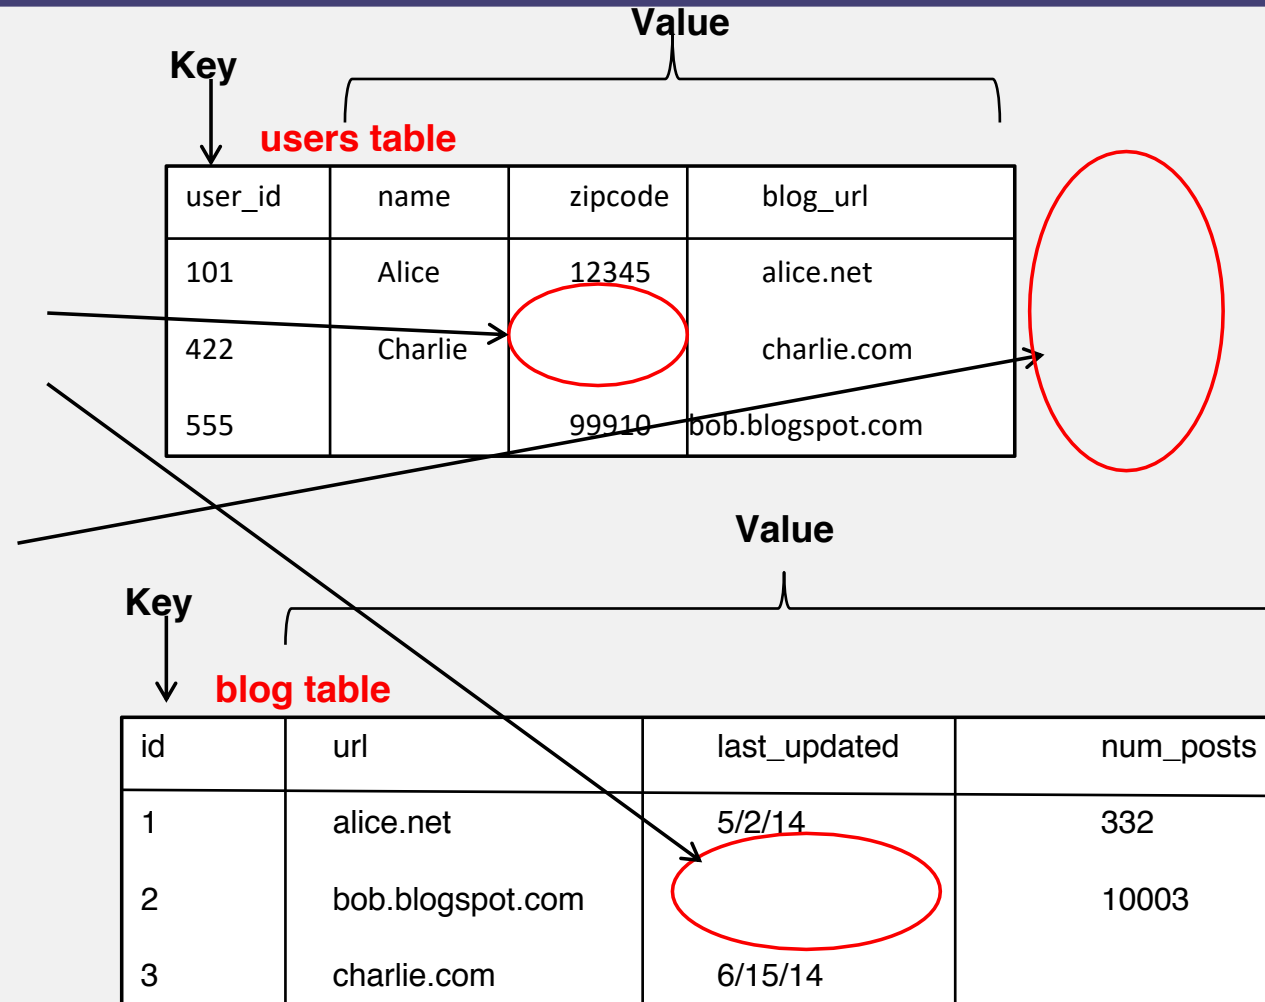 Value
Key
users table
user_id name zipcode blog_url
101 Alice 12345 alice.net
422 Charlie charlie.com
555 99910 bob.blogspot.com
Value
Key
blog table
id url last_updated num_posts
1 alice.net 5/2/14 332
2 bob.blogspot.com 10003
3 charlie.com 6/15/14